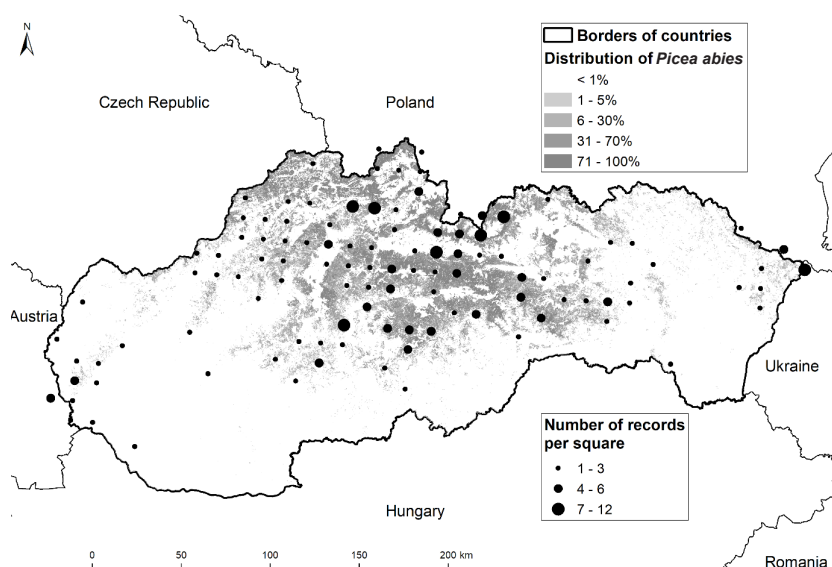 N
Borders of countries
Distribution of Picea abies
< 1%
1 - 5%
6 - 30%
31 - 70%
71 - 100%
Czech Republic
Poland
Austria
Ukraine
Number of records
per square
1 - 3
4 - 6
7 - 12
Hungary
Romania
0 50 100 150 200 km